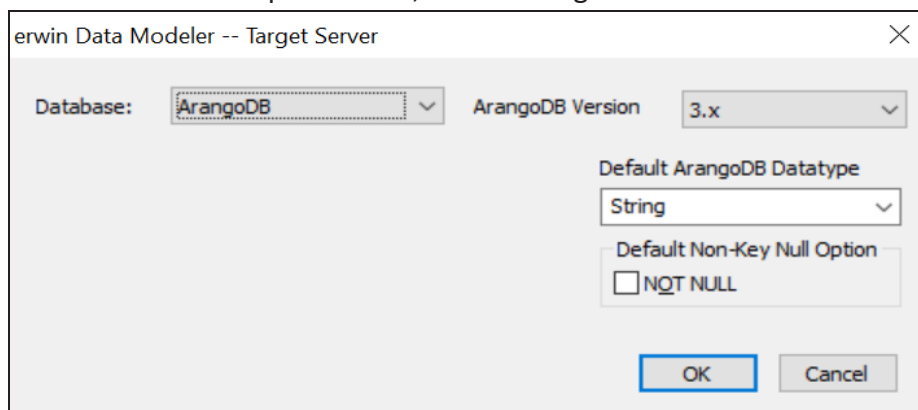 erwin Data Modeler -- Target Server
Database: ArangoDB ArangoDB Version 3.x
Default ArangoDB Datatype
String
Default Non-Key Null Option
NOT NULL
OK Cancel